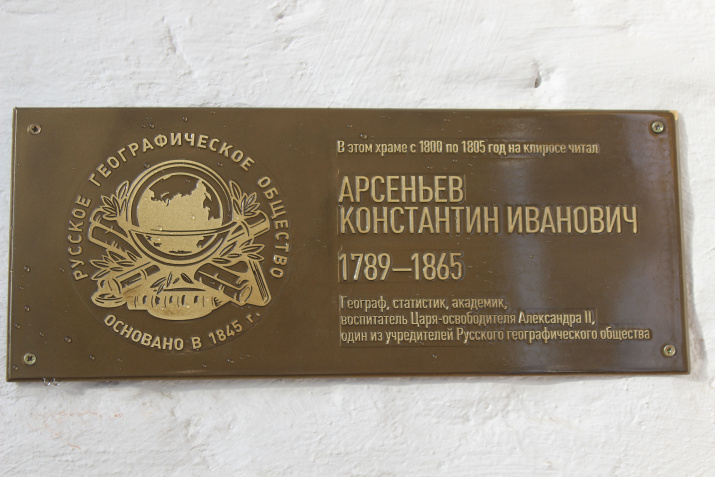 РУССКОЕ ГЕОГРАФИЧЕСКОЕ ОБЩЕСТВО
ОСНОВАНО В 1845 г.
В этом храме с 1800 по 1805 год на клиросе читал
АРСЕНЬЕВ
КОНСТАНТИН ИВАНОВИЧ
1789–1865
Географ, статистик, академик,
воспитатель Царя-освободителя Александра II,
один из учредителей Русского географического общества